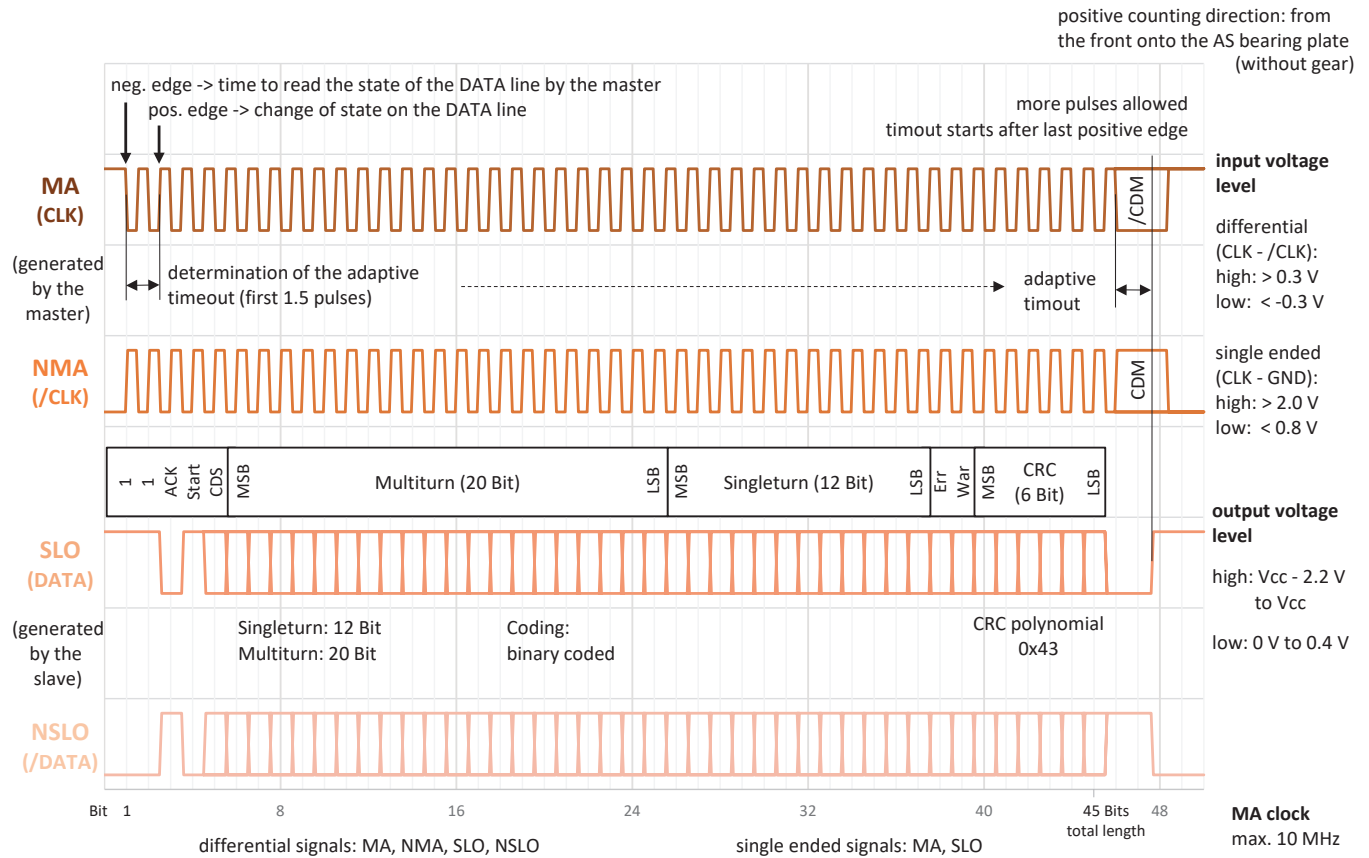 positive counting direction: from
the front onto the AS bearing plate
(without gear)
neg. edge -> time to read the state of the DATA line by the master
pos. edge -> change of state on the DATA line
more pulses allowed
timout starts after last positive edge
MA
(CLK)
/CDM
input voltage
level
differential
(CLK - /CLK):
high: > 0.3 V
low: < -0.3 V
(generated
by the
master)
determination of the adaptive
timeout (first 1.5 pulses)
adaptive
timout
NMA
(/CLK)
CDM
single ended
(CLK - GND):
high: > 2.0 V
low: < 0.8 V
1
1
ACK
Start
CDS
MSB
Multiturn (20 Bit)
LSB
MSB
Singleturn (12 Bit)
LSB
Err
War
MSB
CRC
(6 Bit)
LSB
SLO
(DATA)
output voltage
level
high: Vcc - 2.2 V
to Vcc
low: 0 V to 0.4 V
(generated
by the
slave)
Singleturn: 12 Bit
Multiturn: 20 Bit
Coding:
binary coded
CRC polynomial
0x43
NSLO
(/DATA)
Bit 1 8 16 24 32 40 45 Bits 48
total length
MA clock
max. 10 MHz
differential signals: MA, NMA, SLO, NSLO
single ended signals: MA, SLO